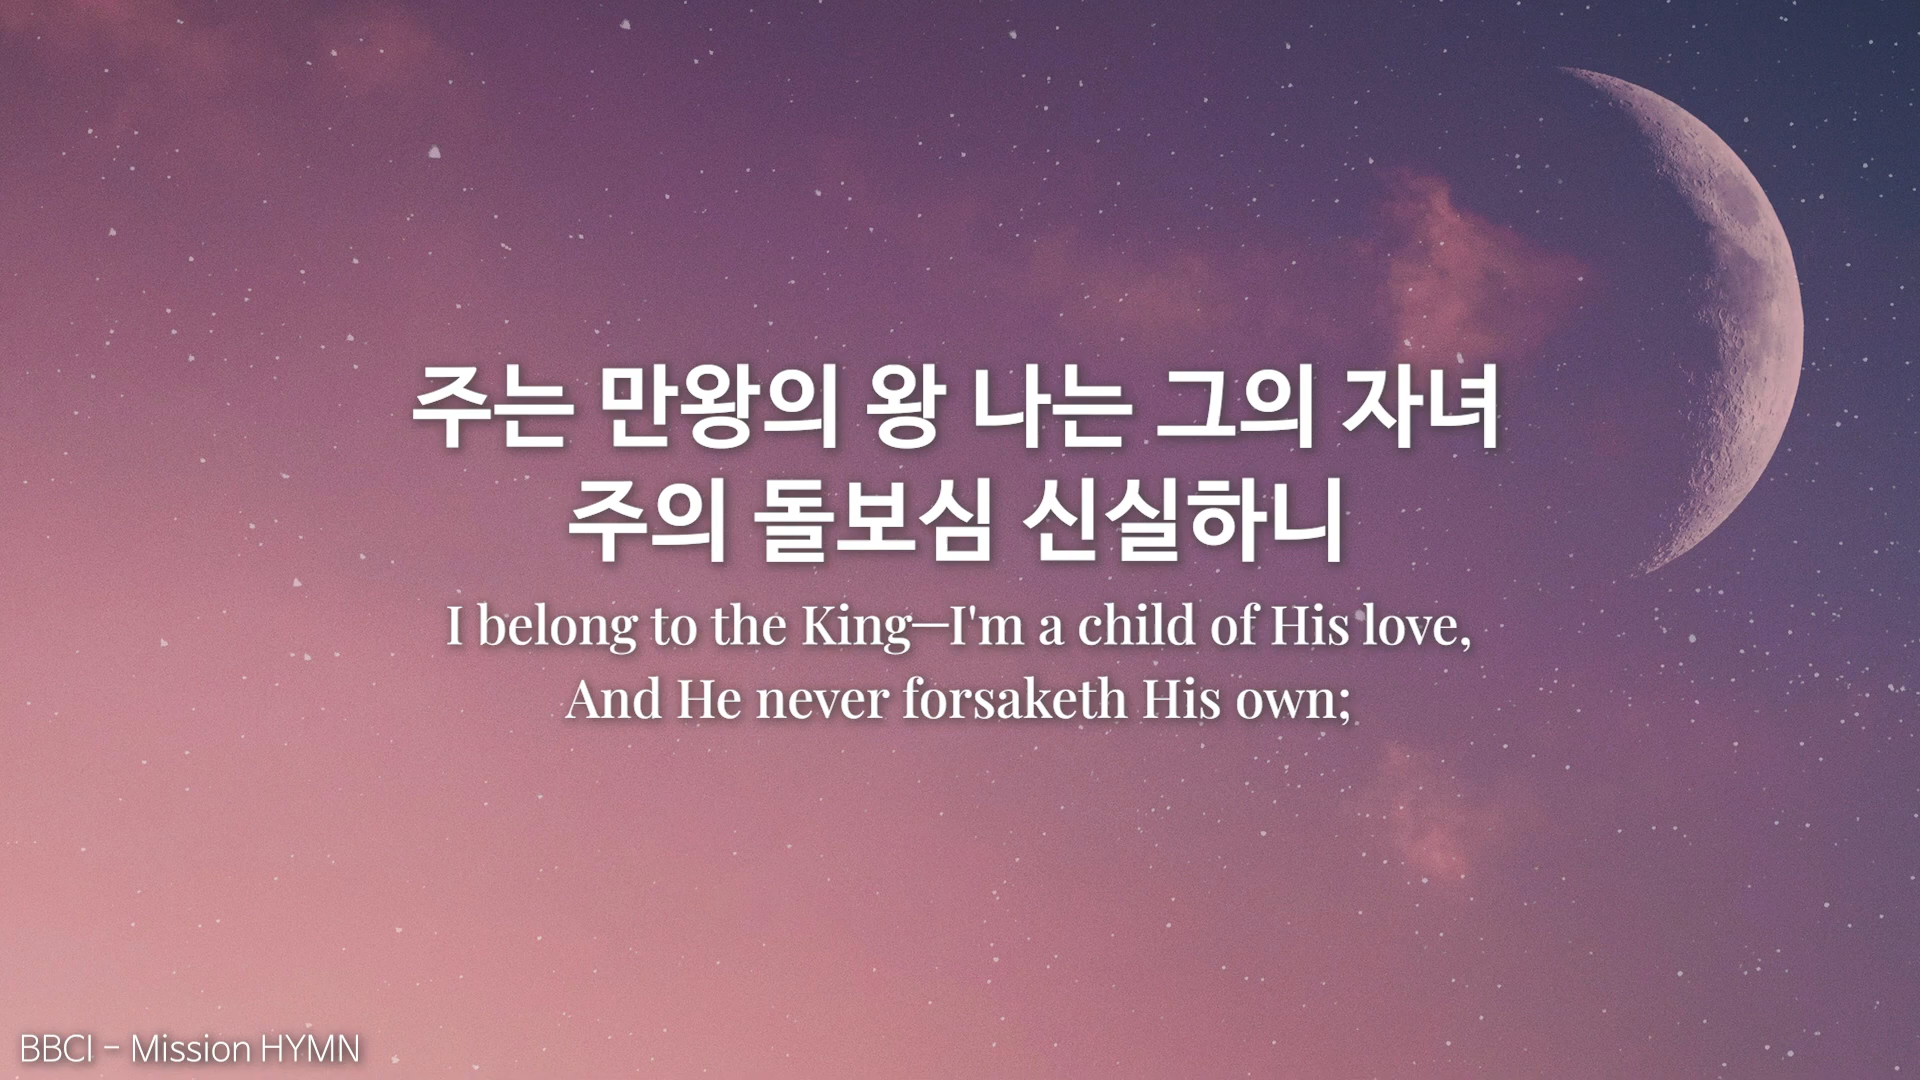 주는 만왕의 왕 나는 그의 자녀
주의 돌보심 신실하니
I belong to the King—I'm a child of His love,
And He never forsaketh His own;
BBCI - Mission HYMN